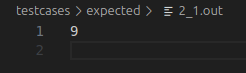 testcases > expected > 2_1.out
1 9
2